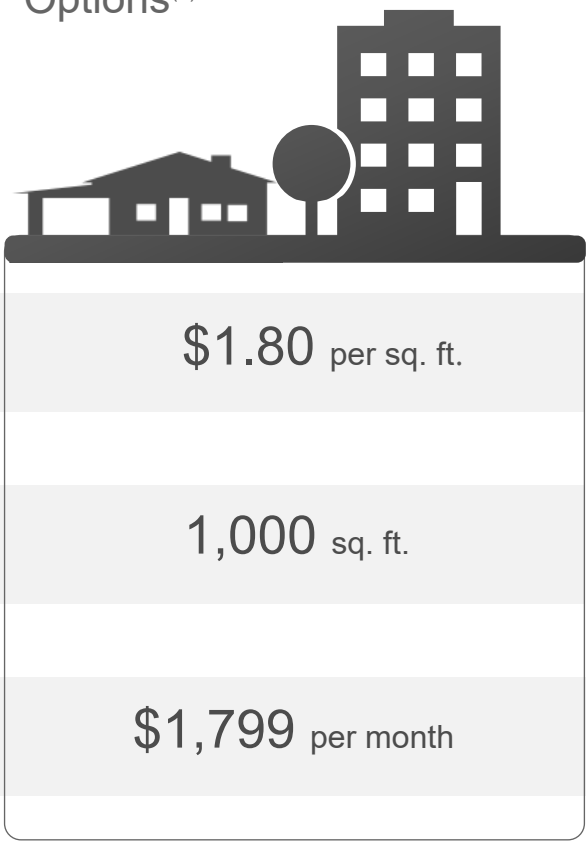 Options
$1.80 per sq. ft.
1,000 sq. ft.
$1,799 per month